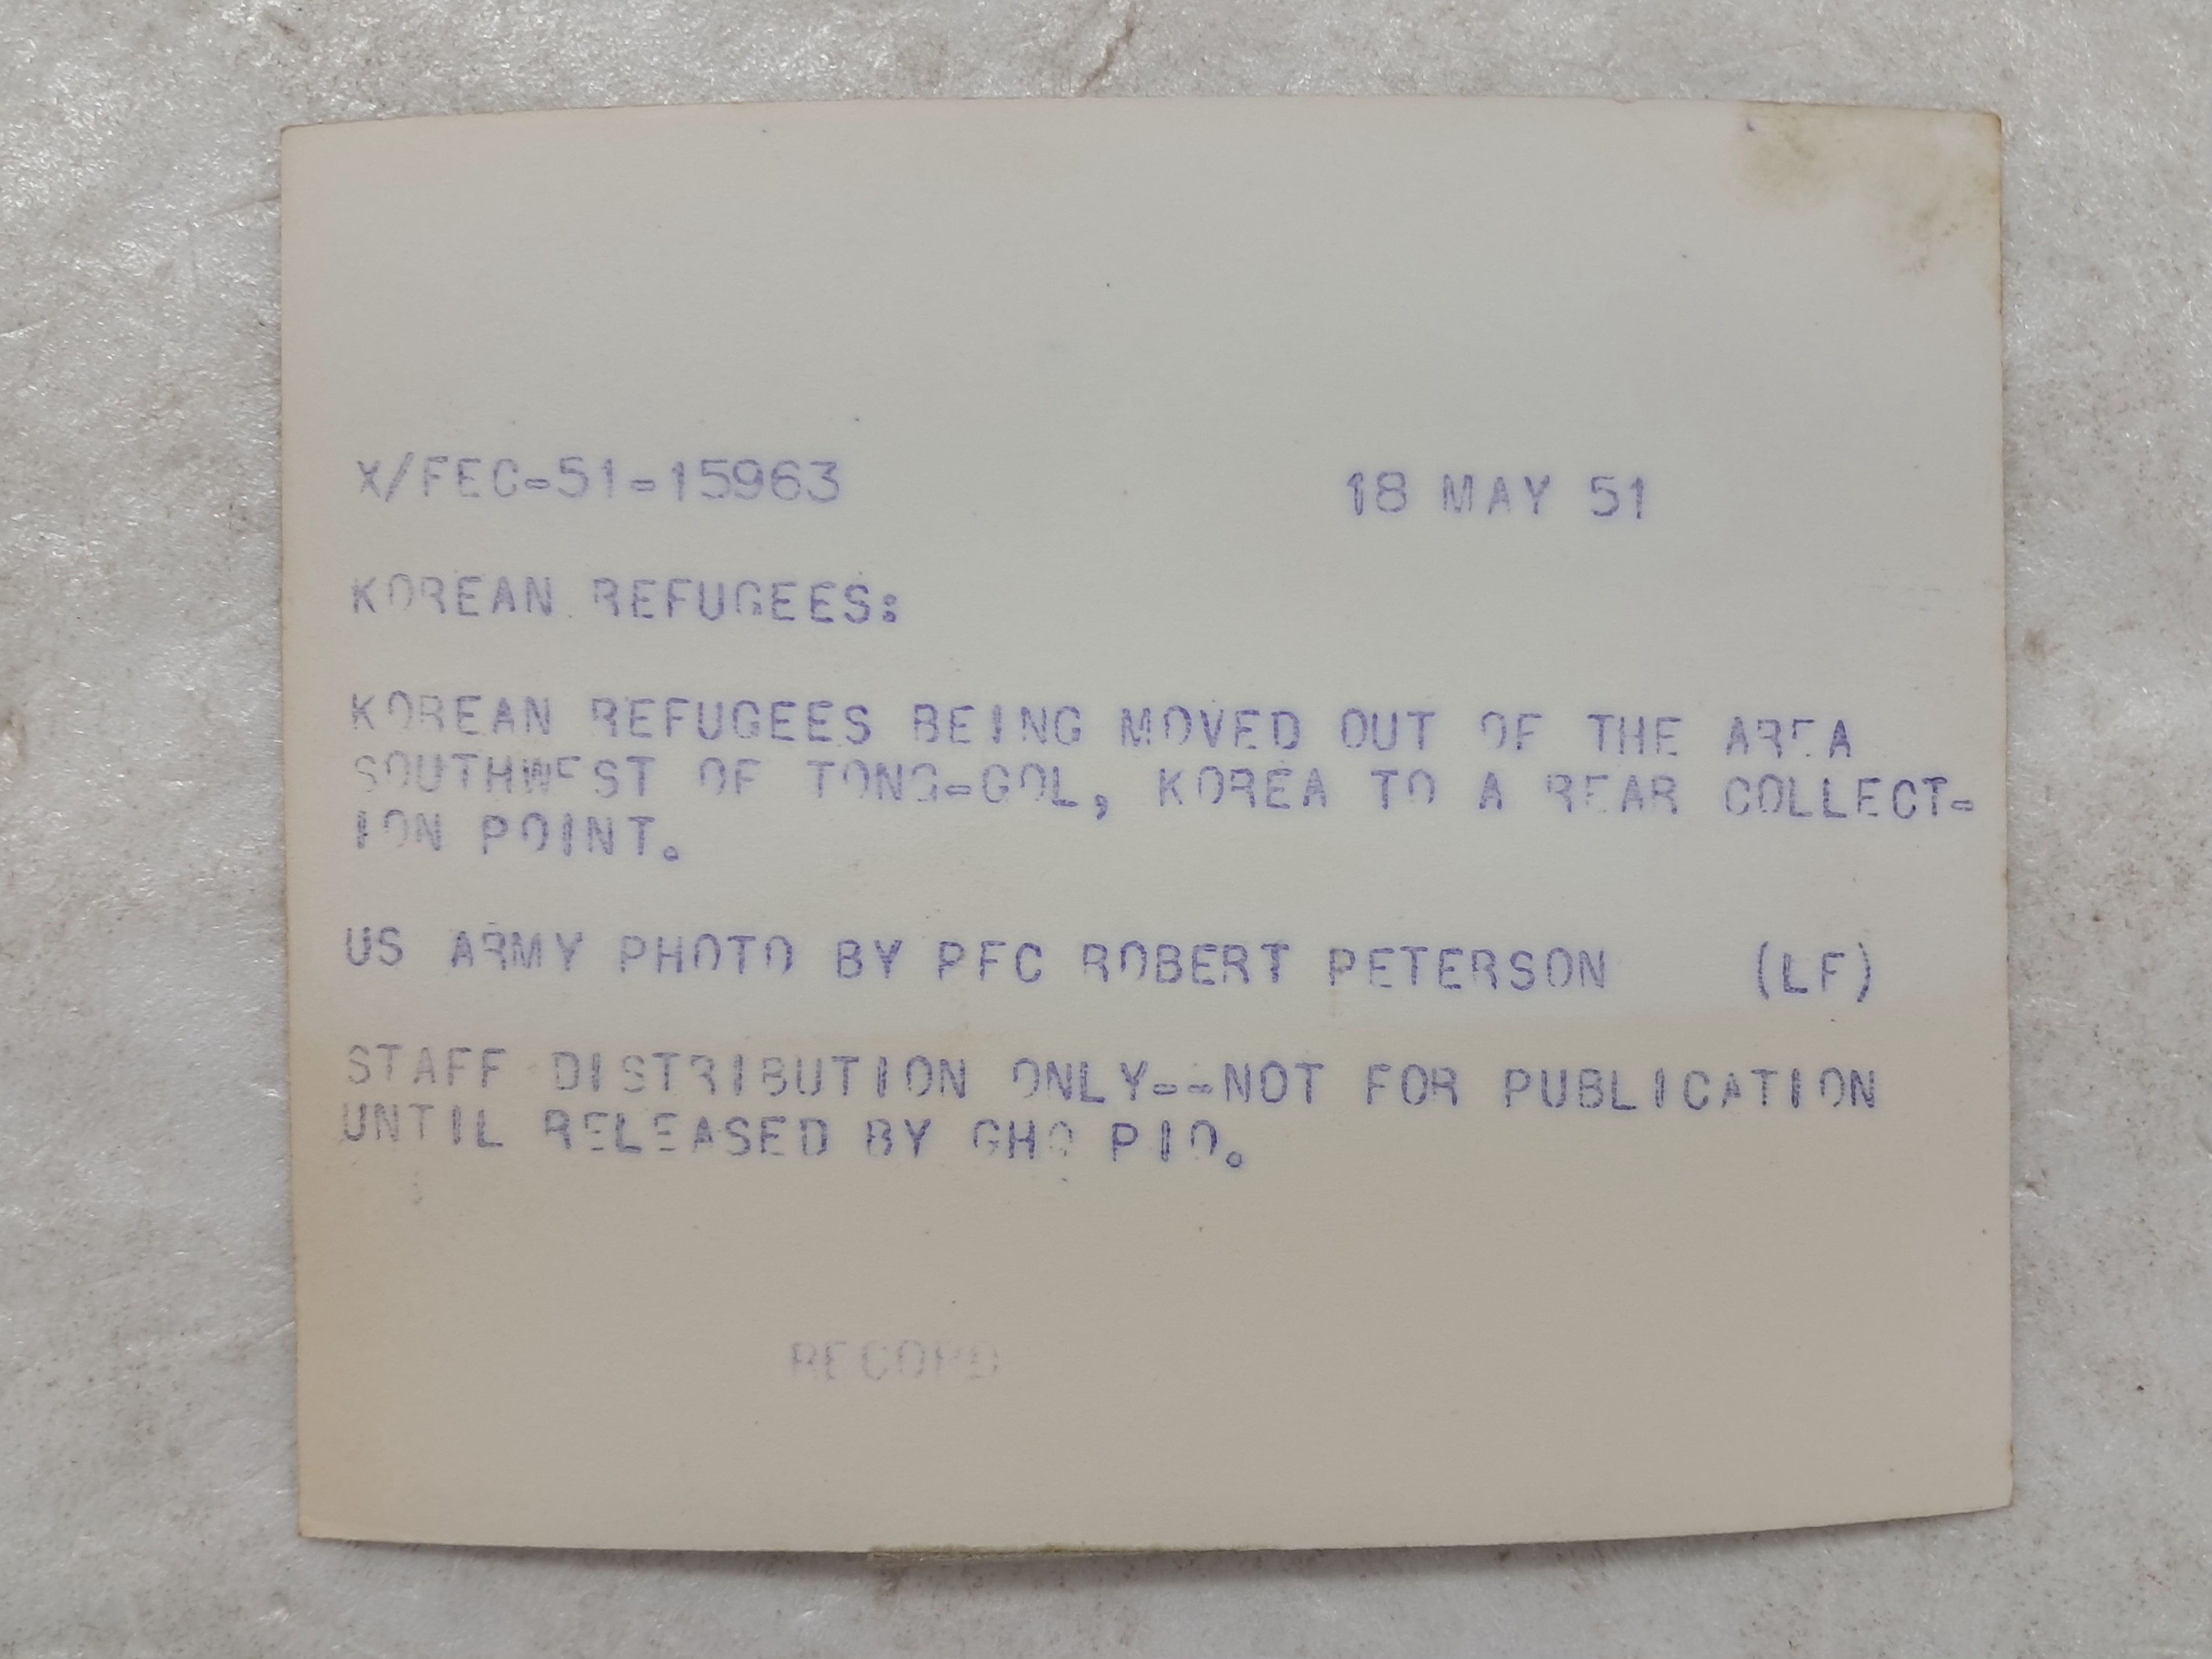 X/FEC-51-15963 18 MAY 51
KOREAN REFUGEES:
KOREAN REFUGEES BEING MOVED OUT OF THE AREA
SOUTHWEST OF TONG-GOL, KOREA TO A REAR COLLECT-
ION POINT.
US ARMY PHOTO BY PFC ROBERT PETERSON (LF)
STAFF DISTRIBUTION ONLY--NOT FOR PUBLICATION
UNTIL RELEASED BY GHQ PIO.
RECORD